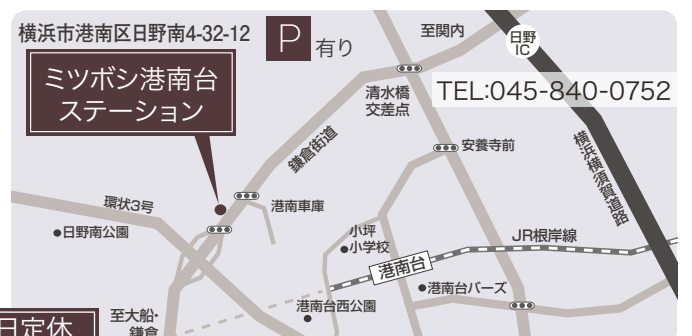 横浜市港南区日野南4-32-12
P 有り
ミツボシ港南台
ステーション
至関内
日野
IC
TEL:045-840-0752
清水橋
交差点
鎌倉街道
安養寺前
横浜横須賀道路
環状3号
港南車庫
日野南公園
小坪
小学校
JR根岸線
港南台
港南台バーズ
港南台西公園
日定休
至大船・
鎌倉